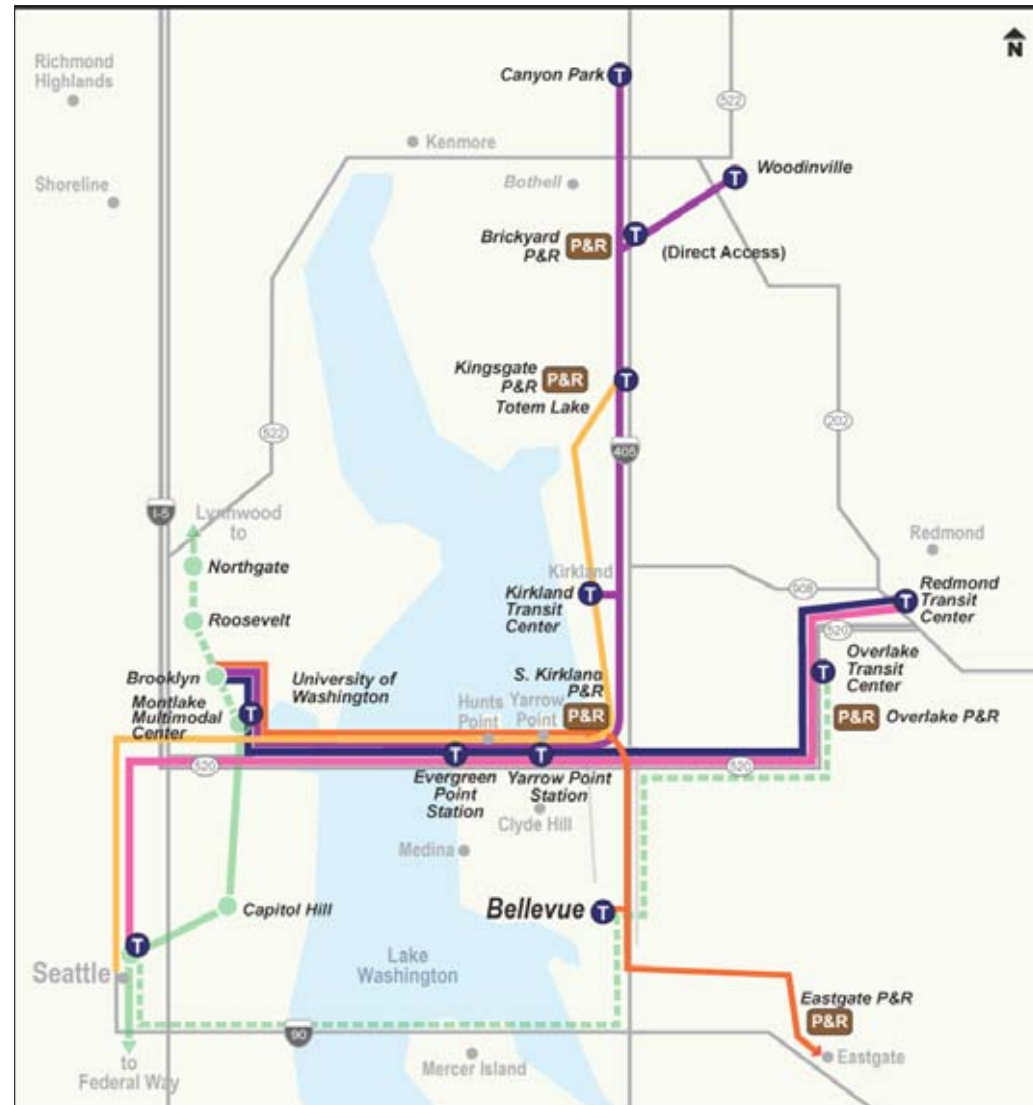 N
Richmond
Highlands
Canyon Park
T
522
Kenmore
Woodinville
T
Shoreline
Bothell
Brickyard
P&R
P&R
T
(Direct Access)
Kingsgate
P&R
P&R
T
Totem Lake
522
202
405
I-5
Lynnwood
to
Redmond
Northgate
Kirkland
908
Redmond
Transit
Center
T
Kirkland
Transit
Center
T
Roosevelt
520
Overlake
Transit
Center
T
Brooklyn
University of
Washington
S. Kirkland
P&R
P&R
Montlake
Multimodal
Center
T
Hunts
Point
Yarrow
Point
P&R
Overlake P&R
520
T
T
520
Evergreen
Point
Station
Yarrow Point
Station
Clyde Hill
Medina
Capitol Hill
Bellevue
T
T
Seattle
Lake
Washington
Eastgate P&R
P&R
90
to
Federal Way
Mercer Island
Eastgate